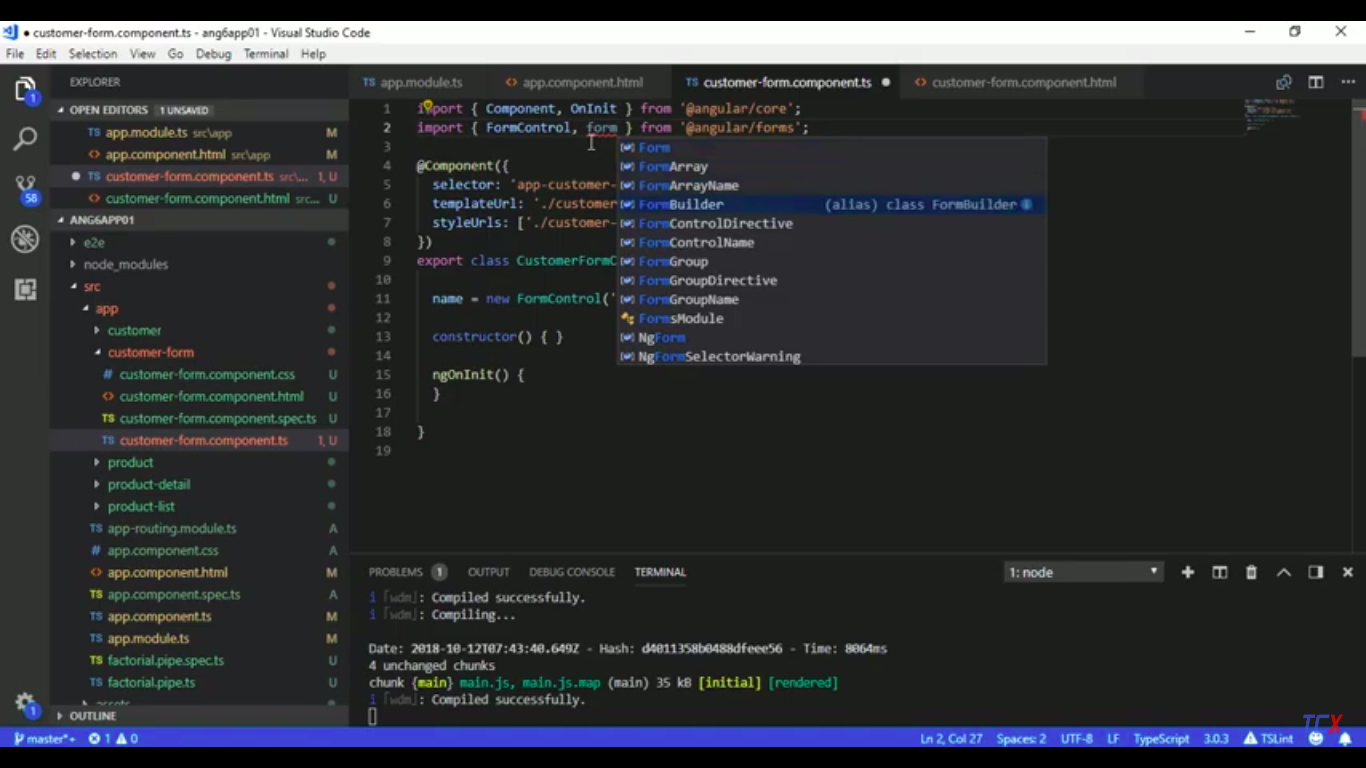 customer-form.component.ts - ang6app01 - Visual Studio Code
File Edit Selection View Go Debug Terminal Help
EXPLORER
OPEN EDITORS 1 UNSAVED
app.module.ts src\app M
app.component.html src\app M
customer-form.component.ts src\... 1, U
customer-form.component.html src... U
ANG6APP01
e2e
node_modules
src
app
customer
customer-form
# customer-form.component.css U
customer-form.component.html U
TS customer-form.component.spec.ts U
TS customer-form.component.ts 1, U
product
product-detail
product-list
TS app-routing.module.ts A
# app.component.css A
app.component.html M
TS app.component.spec.ts A
TS app.component.ts M
TS app.module.ts M
TS factorial.pipe.spec.ts U
TS factorial.pipe.ts U
OUTLINE
1
58
1
TS app.module.ts
app.component.html
TS customer-form.component.ts
customer-form.component.html
1 import { Component, OnInit } from '@angular/core';
2 import { FormControl, form } from '@angular/forms';
3
4 @Component({
5 selector: 'app-customer-
6 templateUrl: './customer
7 styleUrls: ['./customer-
8 })
9 export class CustomerFormC
10
11 name = new FormControl('
12
13 constructor() { }
14
15 ngOnInit() {
16 }
17
18 }
19
Form
FormArray
FormArrayName
FormBuilder (alias) class FormBuilder
FormControlDirective
FormControlName
FormGroup
FormGroupDirective
FormGroupName
FormsModule
NgForm
NgFormSelectorWarning
PROBLEMS 1 OUTPUT DEBUG CONSOLE TERMINAL 1: node
i ｢wdm｣: Compiled successfully.
i ｢wdm｣: Compiling...
Date: 2018-10-12T07:43:40.649Z - Hash: d4011358b0488dfeee56 - Time: 8064ms
4 unchanged chunks
chunk {main} main.js, main.js.map (main) 35 kB [initial] [rendered]
i ｢wdm｣: Compiled successfully.
TCX
master*+ 1 0 Ln 2, Col 27 Spaces: 2 UTF-8 LF TypeScript 3.0.3 TSLint